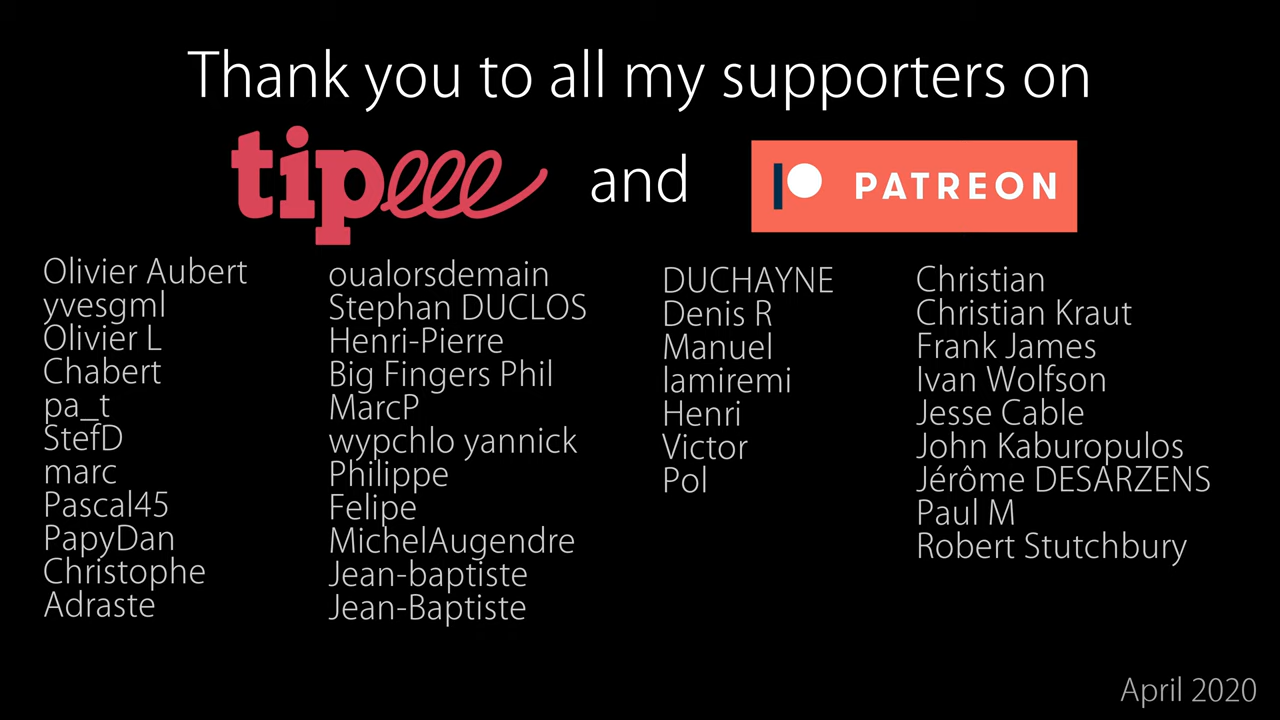 Thank you to all my supporters on
tipeee and PATREON
Olivier Aubert
yvesgml
Olivier L
Chabert
pa_t
StefD
marc
Pascal45
PapyDan
Christophe
Adraste
oualorsdemain
Stephan DUCLOS
Henri-Pierre
Big Fingers Phil
MarcP
wypchlo yannick
Philippe
Felipe
MichelAugendre
Jean-baptiste
Jean-Baptiste
DUCHAYNE
Denis R
Manuel
lamiremi
Henri
Victor
Pol
Christian
Christian Kraut
Frank James
Ivan Wolfson
Jesse Cable
John Kaburopulos
Jérôme DESARZENS
Paul M
Robert Stutchbury
April 2020